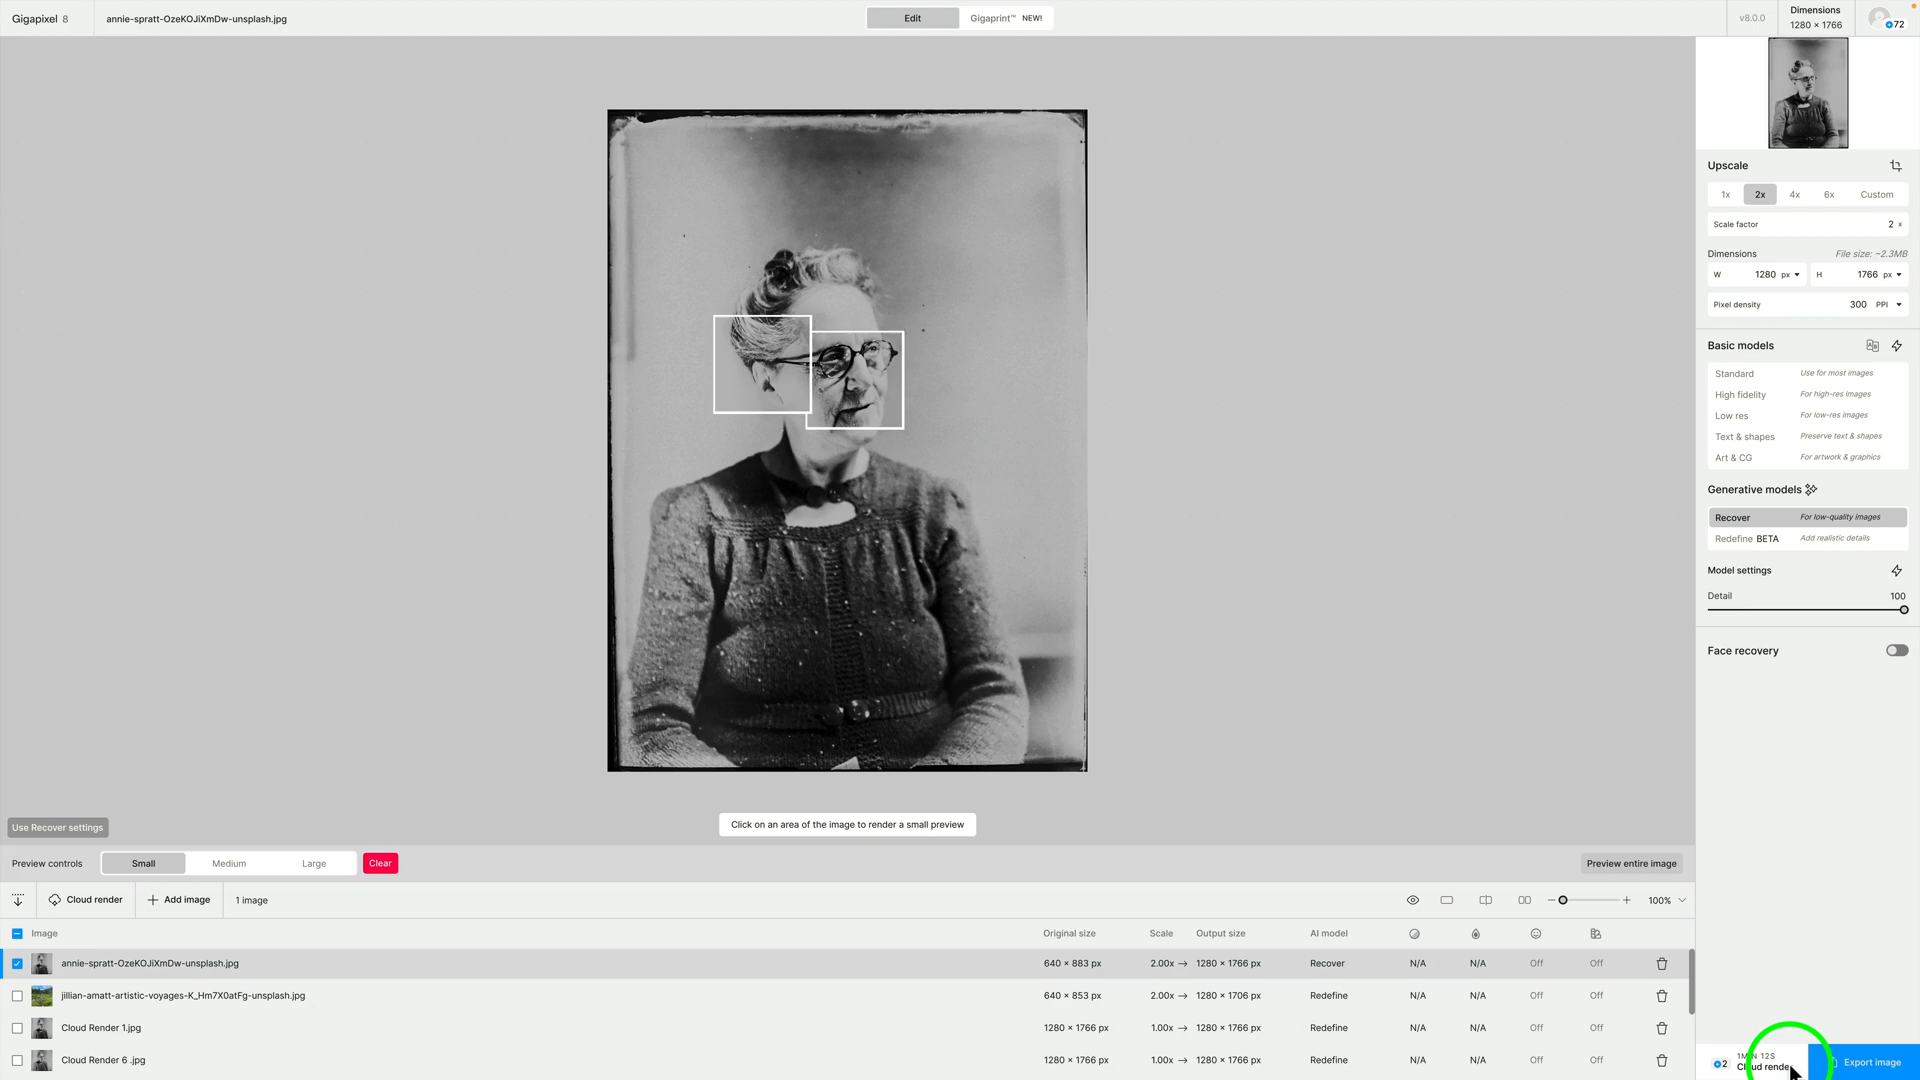 Gigapixel 8
annie-spratt-OzeKOJiXmDw-unsplash.jpg
Edit
Gigaprint™ NEW!
v8.0.0
Dimensions
1280 × 1766
72
Upscale
1x 2x 4x 6x Custom
Scale factor 2 x
Dimensions File size: ~2.3MB
W 1280 px H 1766 px
Pixel density 300 PPI
Basic models
Standard Use for most images
High fidelity For high-res images
Low res For low-res images
Text & shapes Preserve text & shapes
Art & CG For artwork & graphics
Generative models
Recover For low-quality images
Redefine BETA Add realistic details
Model settings
Detail 100
Face recovery
Use Recover settings
Click on an area of the image to render a small preview
Preview controls Small Medium Large Clear Preview entire image
Cloud render Add image 1 image 100%
Image Original size Scale Output size AI model
annie-spratt-OzeKOJiXmDw-unsplash.jpg 640 × 883 px 2.00x → 1280 × 1766 px Recover N/A N/A Off Off
jillian-amatt-artistic-voyages-K_Hm7X0atFg-unsplash.jpg 640 × 853 px 2.00x → 1280 × 1706 px Redefine N/A N/A Off Off
Cloud Render 1.jpg 1280 × 1766 px 1.00x → 1280 × 1766 px Redefine N/A N/A Off Off
Cloud Render 6 .jpg 1280 × 1766 px 1.00x → 1280 × 1766 px Redefine N/A N/A Off Off
2 1MIN 12S
Cloud render
Export image